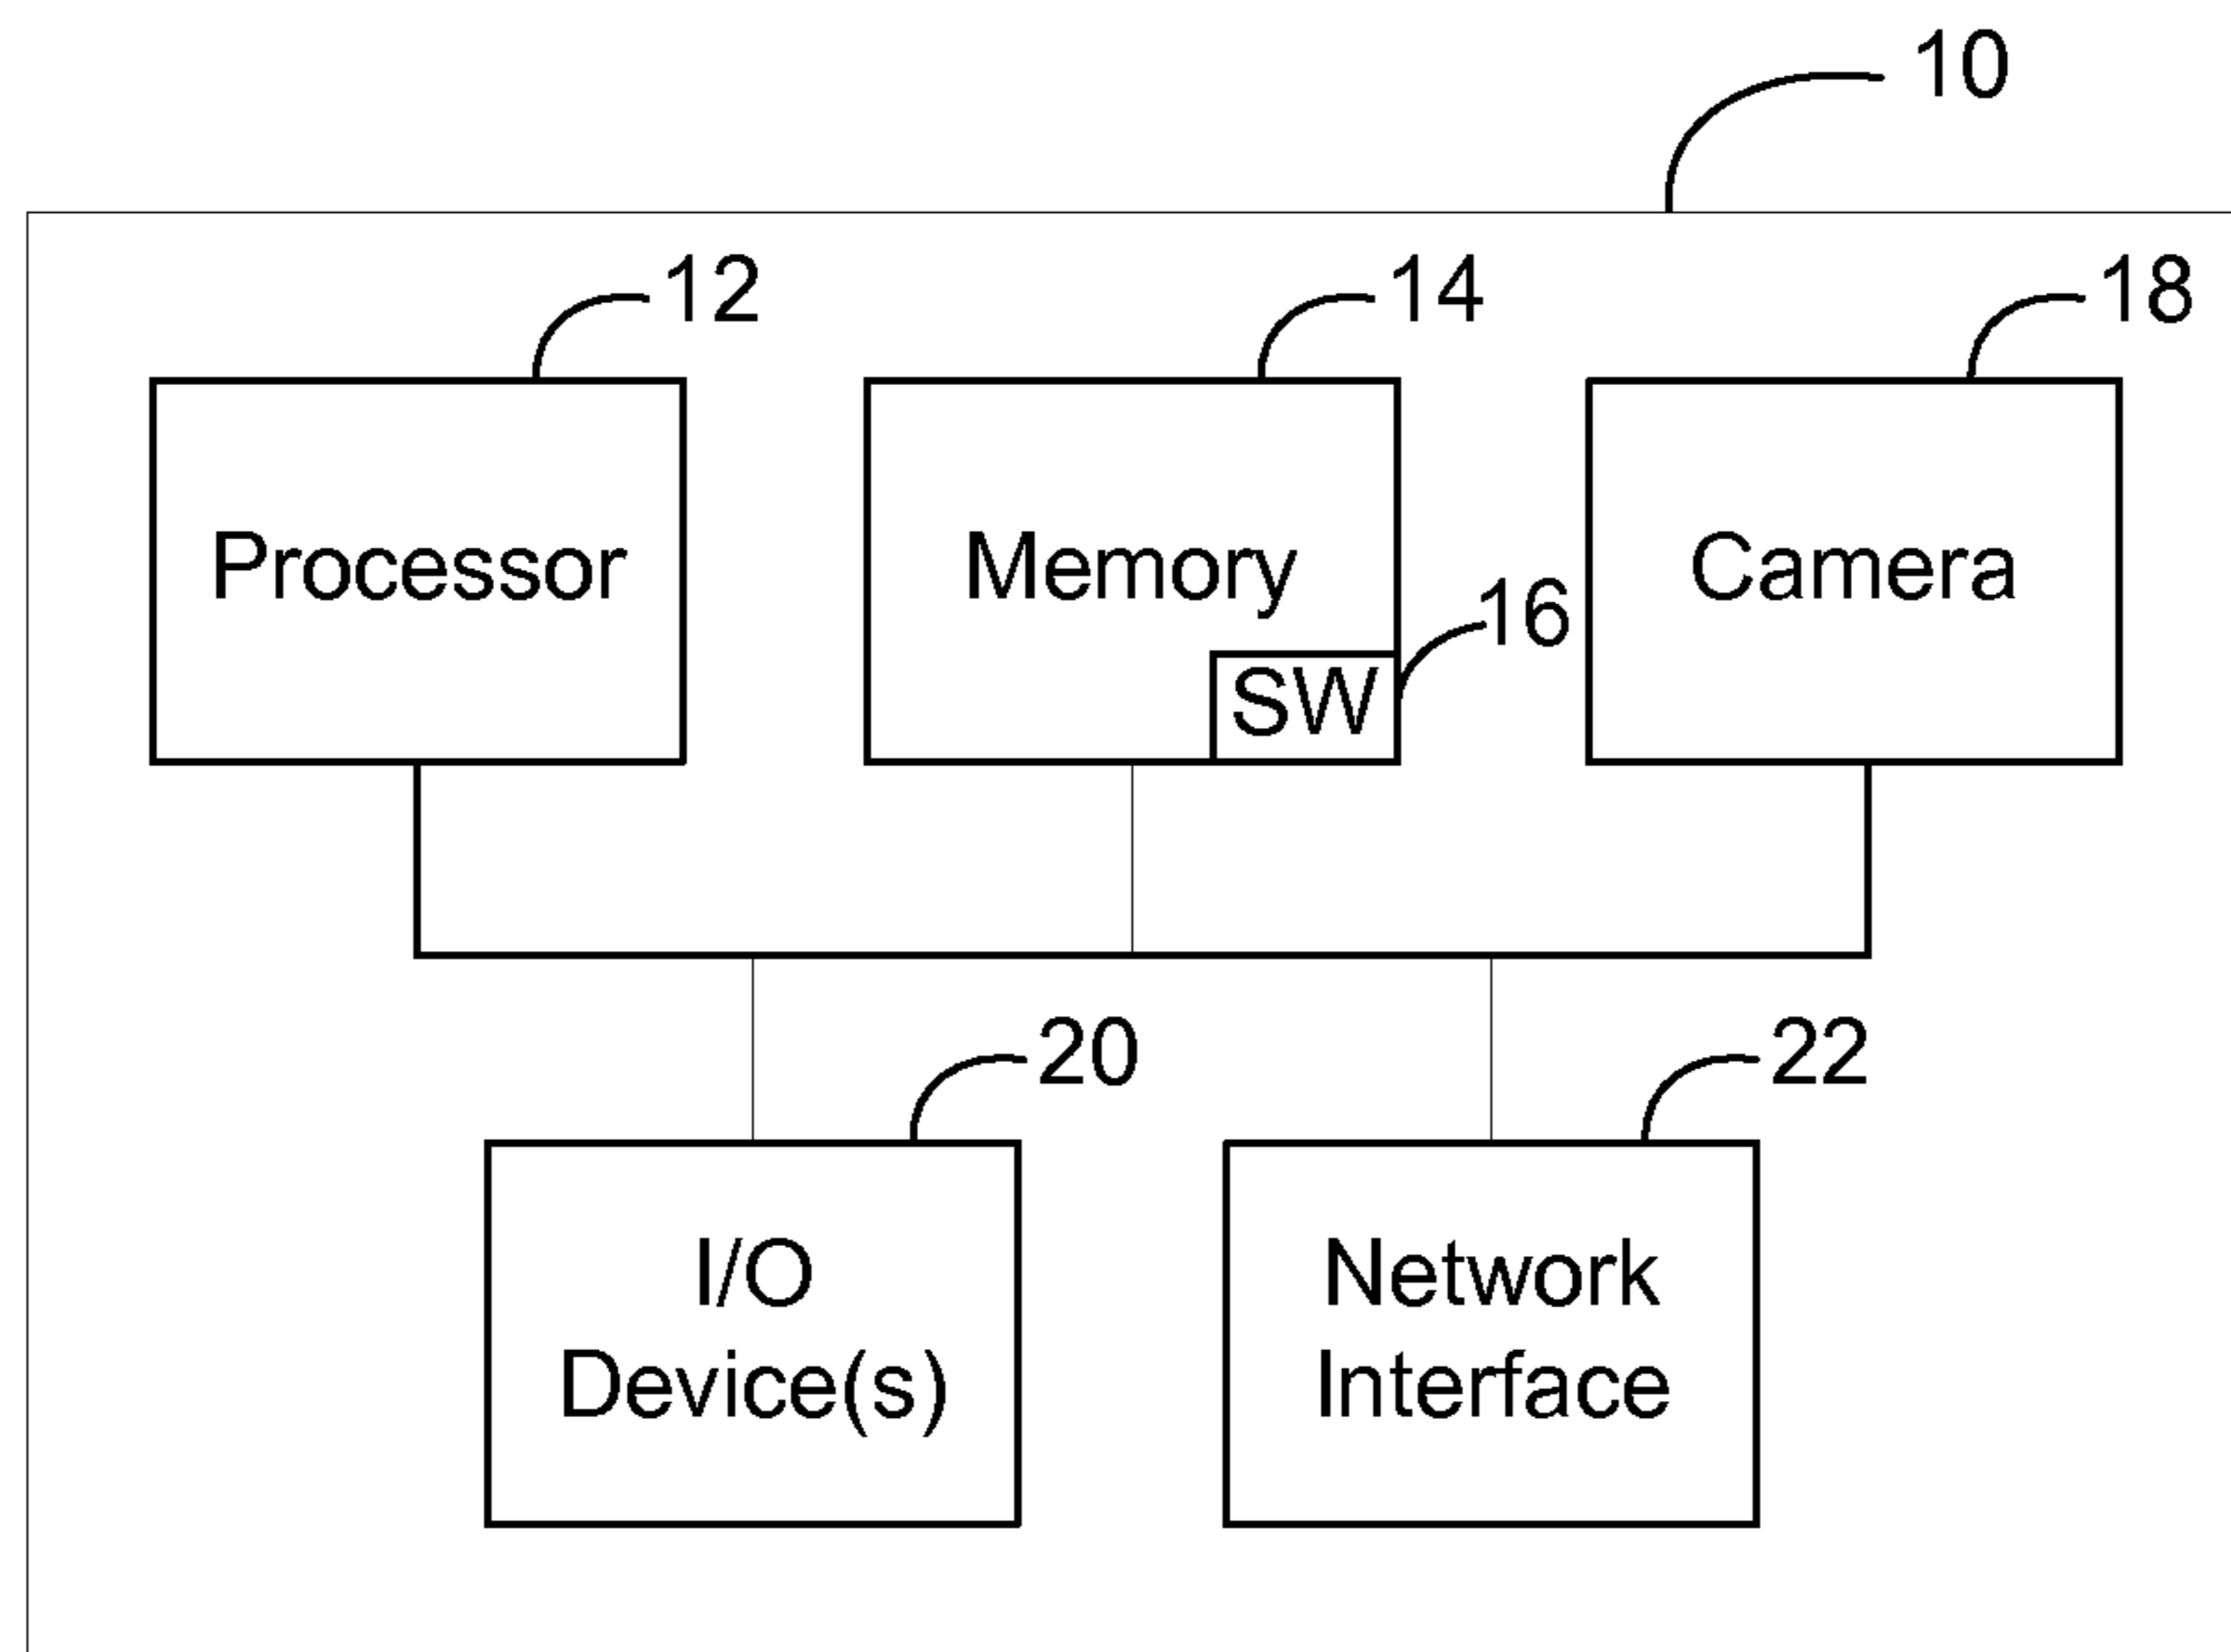 10
12
14
18
Processor
Memory
Camera
16
SW
20
22
I/O
Device(s)
Network
Interface